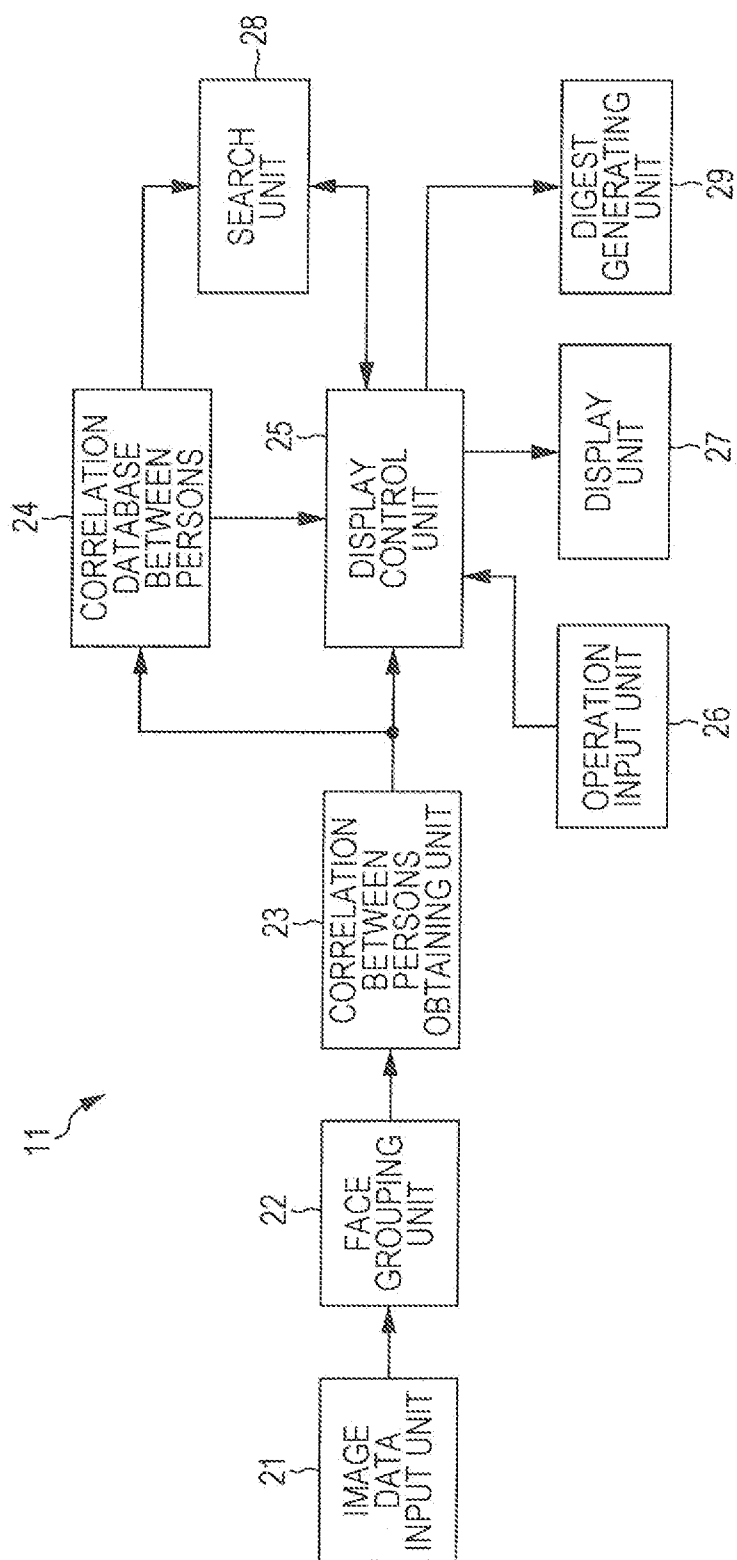 11
21
IMAGE
DATA
INPUT UNIT
22
FACE
GROUPING
UNIT
23
CORRELATION
BETWEEN
PERSONS
OBTAINING UNIT
24
CORRELATION
DATABASE
BETWEEN
PERSONS
25
DISPLAY
CONTROL
UNIT
28
SEARCH
UNIT
OPERATION
INPUT UNIT
26
DISPLAY
UNIT
27
DIGEST
GENERATING
UNIT
29